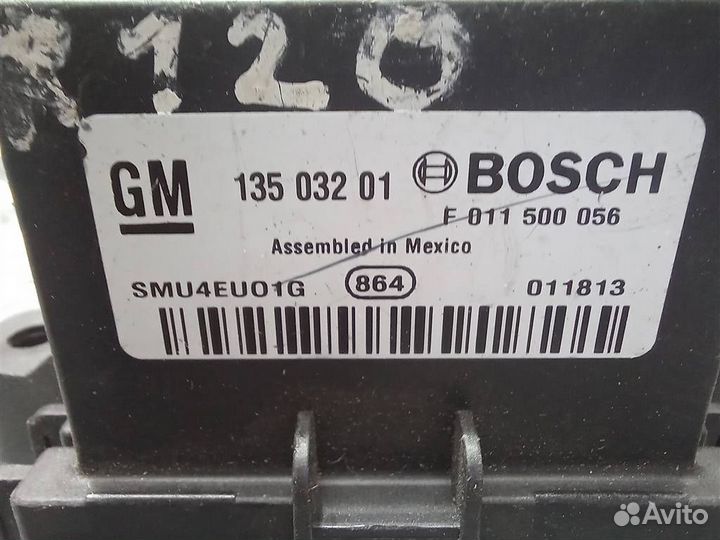 120
GM 135 032 01 BOSCH
F 011 500 056
Assembled in Mexico
SMU4EU01G 864 011813
Avito